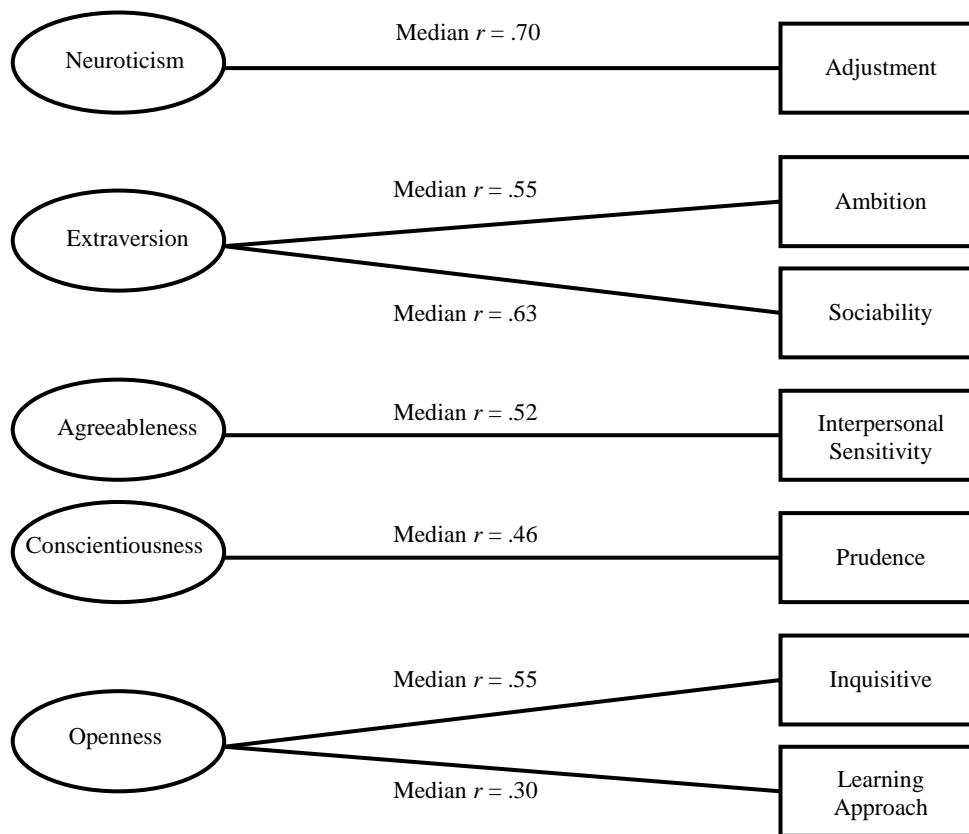 Median r = .70
Neuroticism
Adjustment
Median r = .55
Ambition
Extraversion
Median r = .63
Sociability
Median r = .52
Agreeableness
Interpersonal
Sensitivity
Median r = .46
Conscientiousness
Prudence
Median r = .55
Inquisitive
Openness
Median r = .30
Learning
Approach